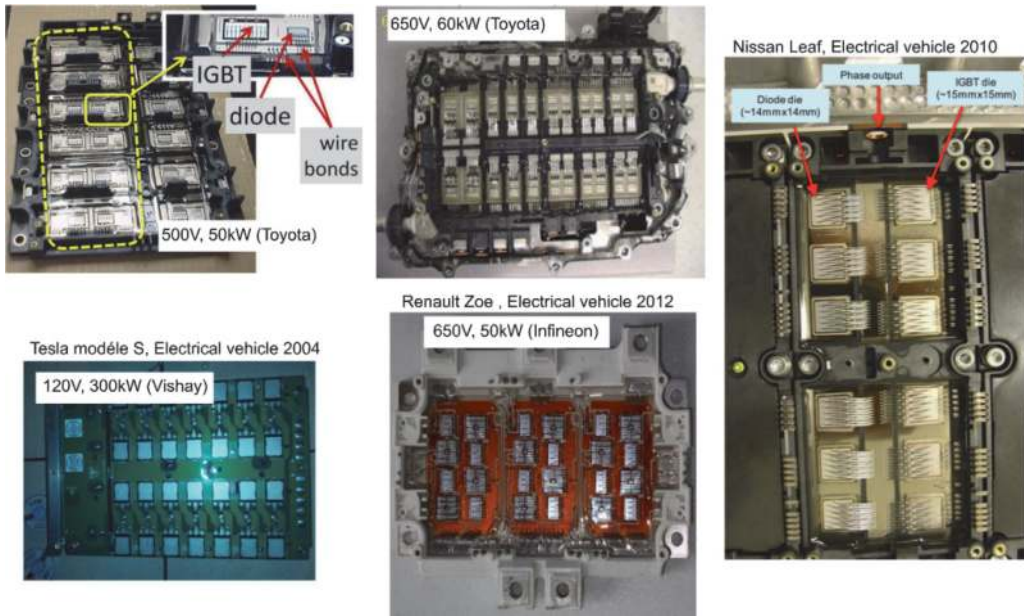 IGBT
diode
wire
bonds
500V, 50kW (Toyota)
650V, 60kW (Toyota)
Nissan Leaf, Electrical vehicle 2010
Phase output
Diode die
(~14mmx14mm)
IGBT die
(~15mmx15mm)
Tesla modéle S, Electrical vehicle 2004
120V, 300kW (Vishay)
Renault Zoe , Electrical vehicle 2012
650V, 50kW (Infineon)